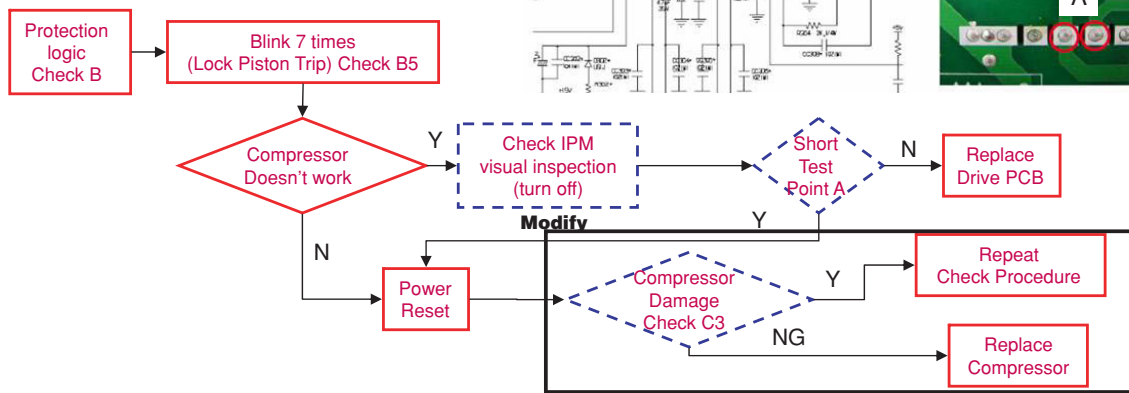 Protection
logic
Check B
Blink 7 times
(Lock Piston Trip) Check B5
A
Compressor
Doesn't work
Y
Check IPM
visual inspection
(turn off)
Short
Test
Point A
N
Replace
Drive PCB
Modify
Y
N
Power
Reset
Compressor
Damage
Check C3
Y
Repeat
Check Procedure
NG
Replace
Compressor